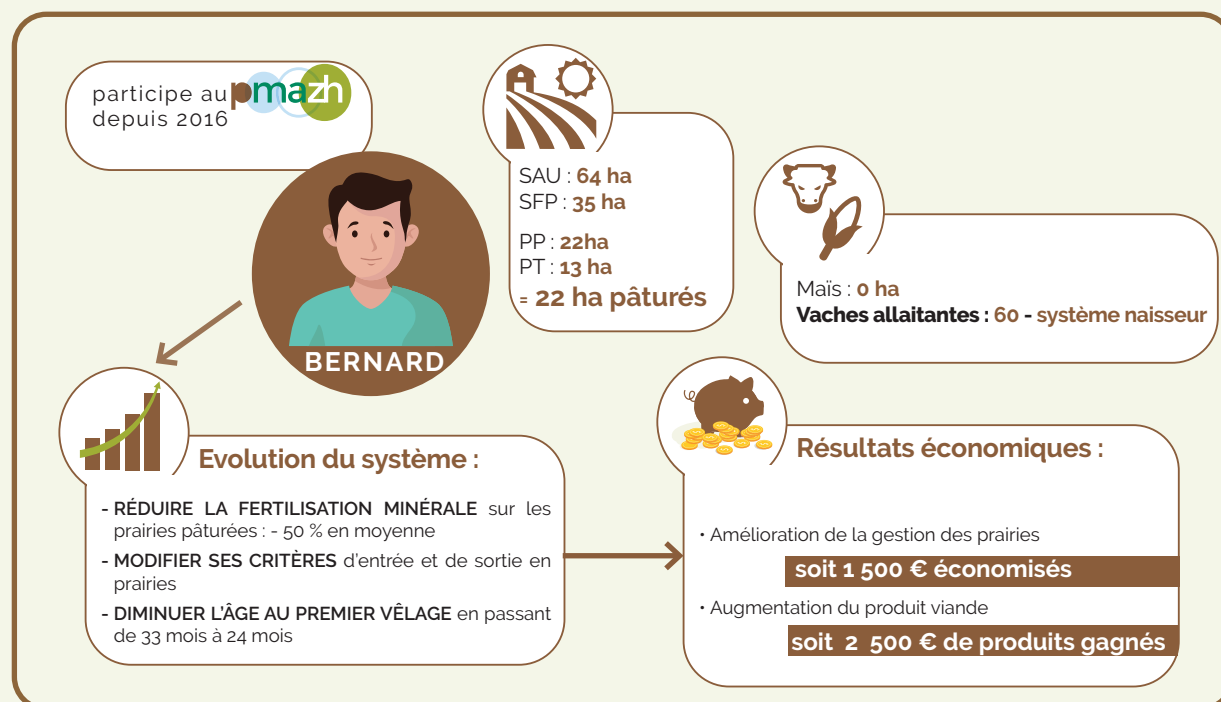 participe au pmazh
depuis 2016
BERNARD
SAU : 64 ha
SFP : 35 ha
PP : 22ha
PT : 13 ha
= 22 ha pâturés
Maïs : 0 ha
Vaches allaitantes : 60 - système naisseur
Evolution du système :
- RÉDUIRE LA FERTILISATION MINÉRALE sur les
prairies pâturées : - 50 % en moyenne
- MODIFIER SES CRITÈRES d'entrée et de sortie en
prairies
- DIMINUER L'ÂGE AU PREMIER VÊLAGE en passant
de 33 mois à 24 mois
Résultats économiques :
• Amélioration de la gestion des prairies
soit 1 500 € économisés
• Augmentation du produit viande
soit 2 500 € de produits gagnés